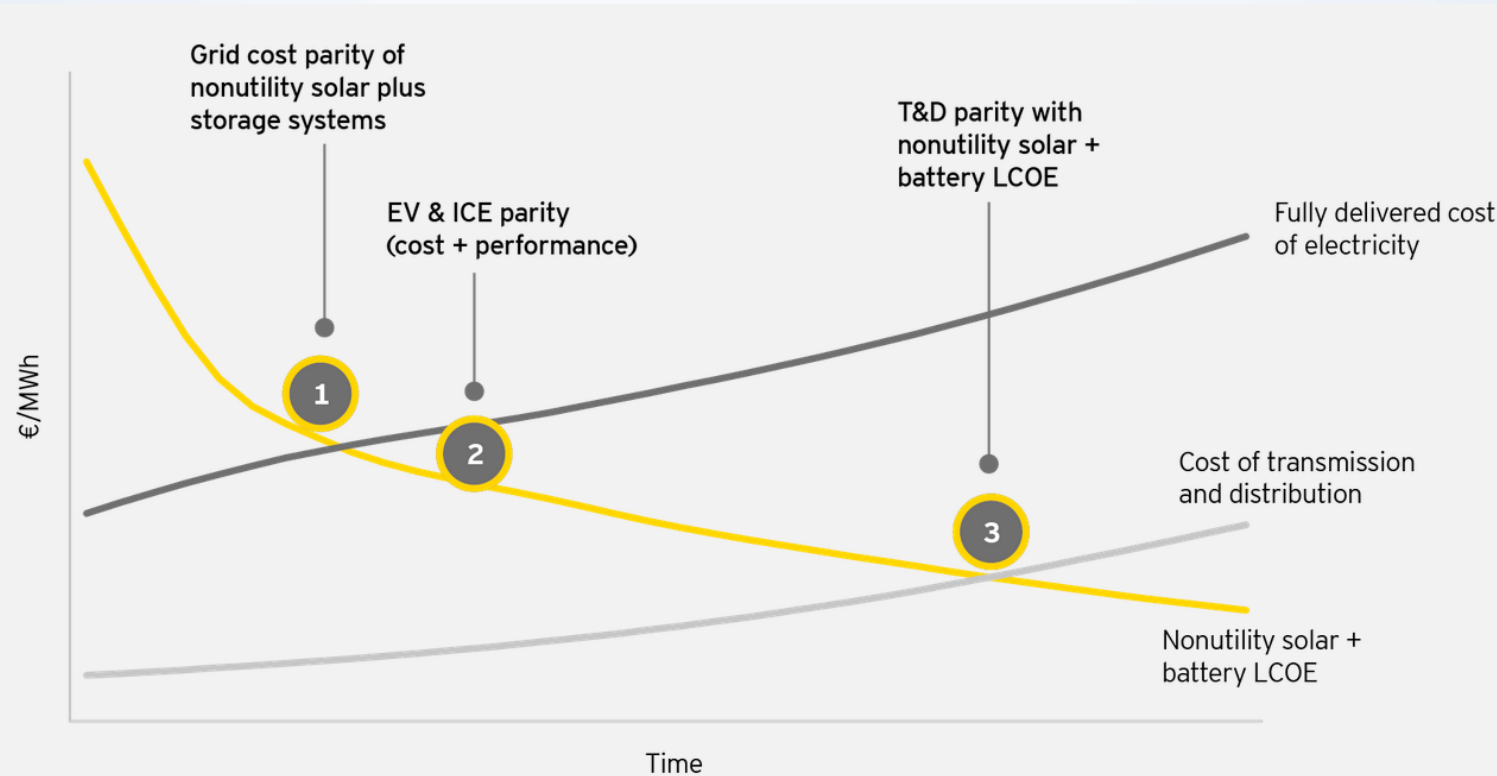 Grid cost parity of
nonutility solar plus
storage systems
EV & ICE parity
(cost + performance)
T&D parity with
nonutility solar +
battery LCOE
Fully delivered cost
of electricity
€/MWh
1
2
3
Cost of transmission
and distribution
Nonutility solar +
battery LCOE
Time